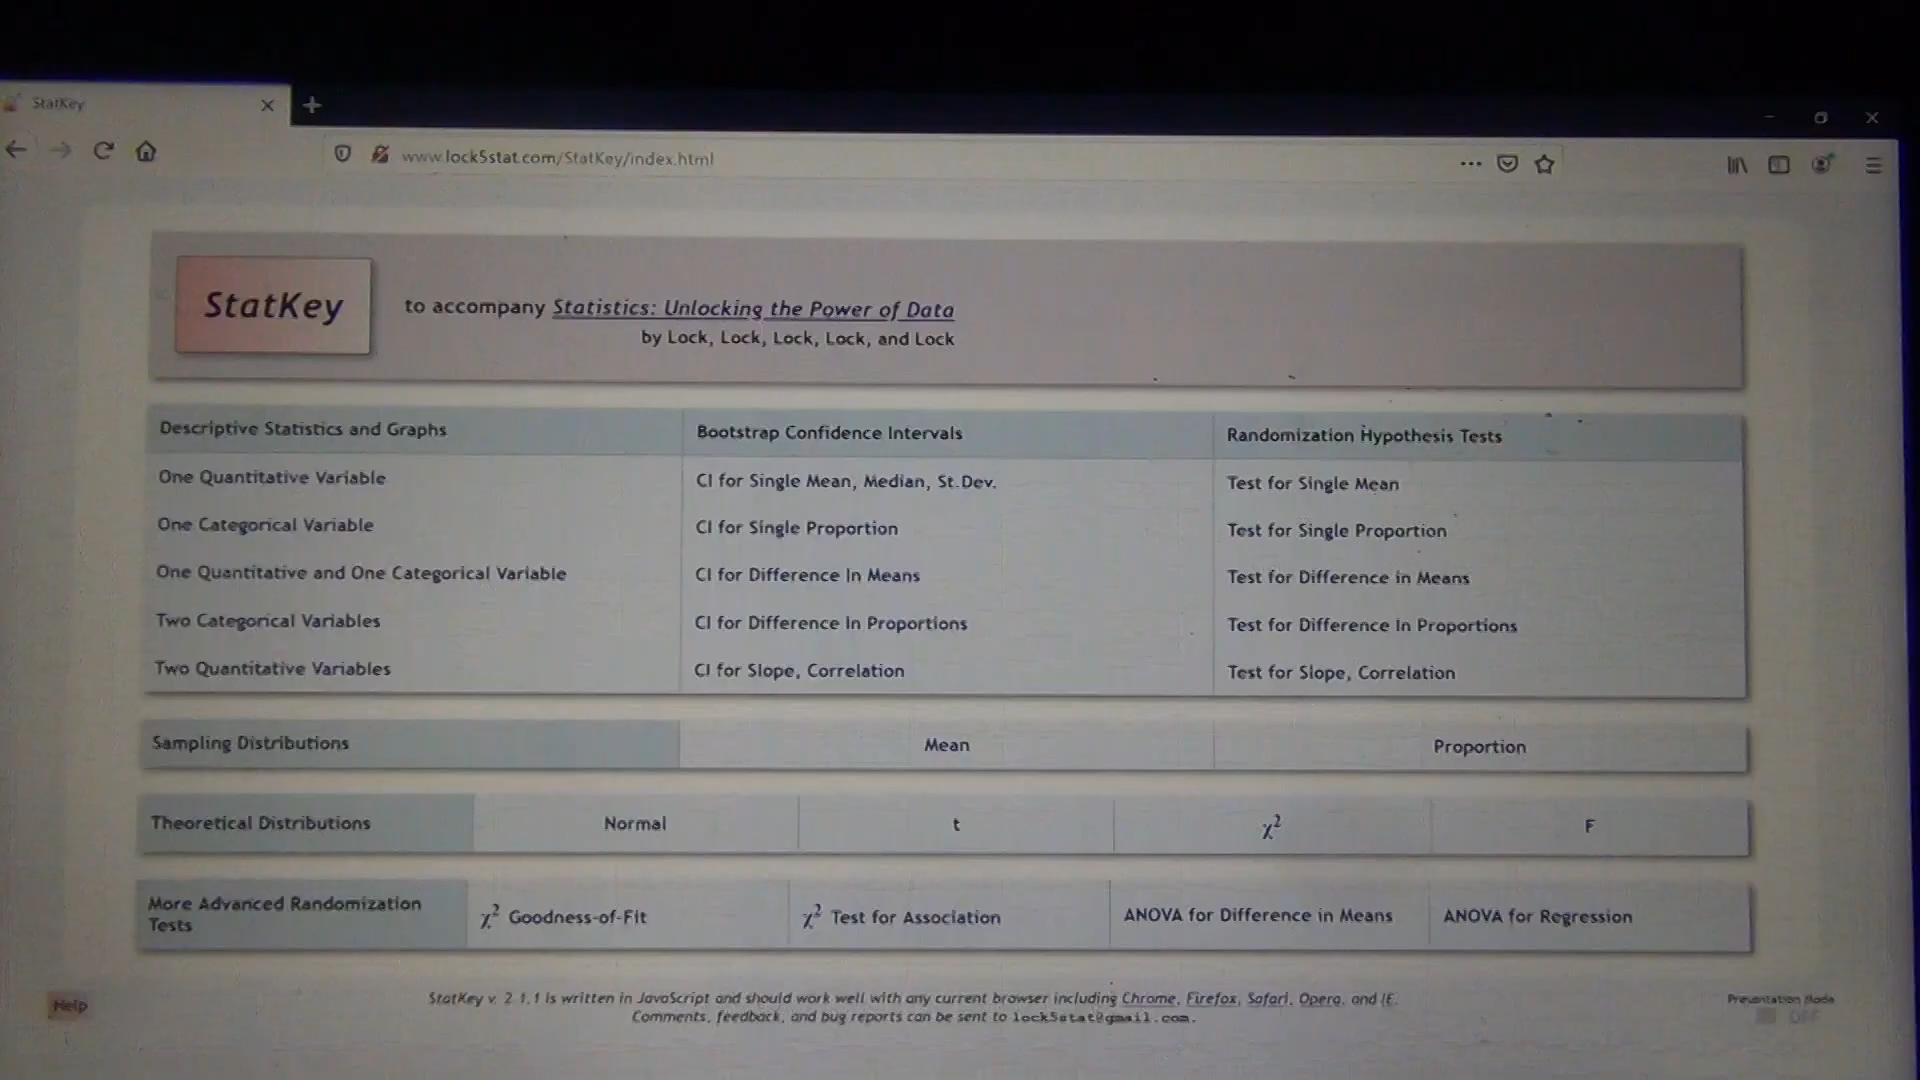 StatKey
www.lock5stat.com/StatKey/index.html
StatKey
to accompany Statistics: Unlocking the Power of Data
by Lock, Lock, Lock, Lock, and Lock
Descriptive Statistics and Graphs
Bootstrap Confidence Intervals
Randomization Hypothesis Tests
One Quantitative Variable
CI for Single Mean, Median, St.Dev.
Test for Single Mean
One Categorical Variable
CI for Single Proportion
Test for Single Proportion
One Quantitative and One Categorical Variable
CI for Difference In Means
Test for Difference in Means
Two Categorical Variables
CI for Difference In Proportions
Test for Difference In Proportions
Two Quantitative Variables
CI for Slope, Correlation
Test for Slope, Correlation
Sampling Distributions
Mean
Proportion
Theoretical Distributions
Normal
t
χ²
F
More Advanced Randomization
Tests
χ² Goodness-of-Fit
χ² Test for Association
ANOVA for Difference in Means
ANOVA for Regression
Help
StatKey v. 2.1.1 is written in JavaScript and should work well with any current browser including Chrome, Firefox, Safari, Opera, and IE.
Comments, feedback, and bug reports can be sent to lock5stat@gmail.com.
Presentation Mode
OFF